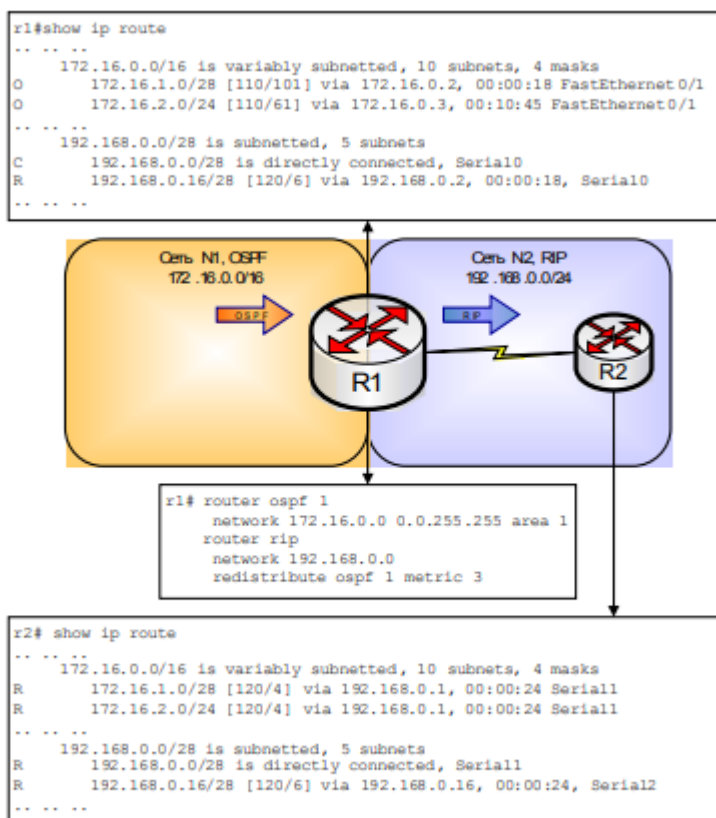 r1#show ip route
.. .. ..
172.16.0.0/16 is variably subnetted, 10 subnets, 4 masks
O 172.16.1.0/28 [110/101] via 172.16.0.2, 00:00:18 FastEthernet0/1
O 172.16.2.0/24 [110/61] via 172.16.0.3, 00:10:45 FastEthernet0/1
.. .. ..
192.168.0.0/28 is subnetted, 5 subnets
C 192.168.0.0/28 is directly connected, Serial0
R 192.168.0.16/28 [120/6] via 192.168.0.2, 00:00:18, Serial0
.. .. ..
Сеть N1, OSPF
172 .16.0.0/16
OSPF
Сеть N2, RIP
192 .168 .0.0/24
RIP
R1
R2
r1# router ospf 1
network 172.16.0.0 0.0.255.255 area 1
router rip
network 192.168.0.0
redistribute ospf 1 metric 3
r2# show ip route
.. .. ..
172.16.0.0/16 is variably subnetted, 10 subnets, 4 masks
R 172.16.1.0/28 [120/4] via 192.168.0.1, 00:00:24 Serial1
R 172.16.2.0/24 [120/4] via 192.168.0.1, 00:00:24 Serial1
.. .. ..
192.168.0.0/28 is subnetted, 5 subnets
R 192.168.0.0/28 is directly connected, Serial1
R 192.168.0.16/28 [120/6] via 192.168.0.16, 00:00:24, Serial2
.. .. ..